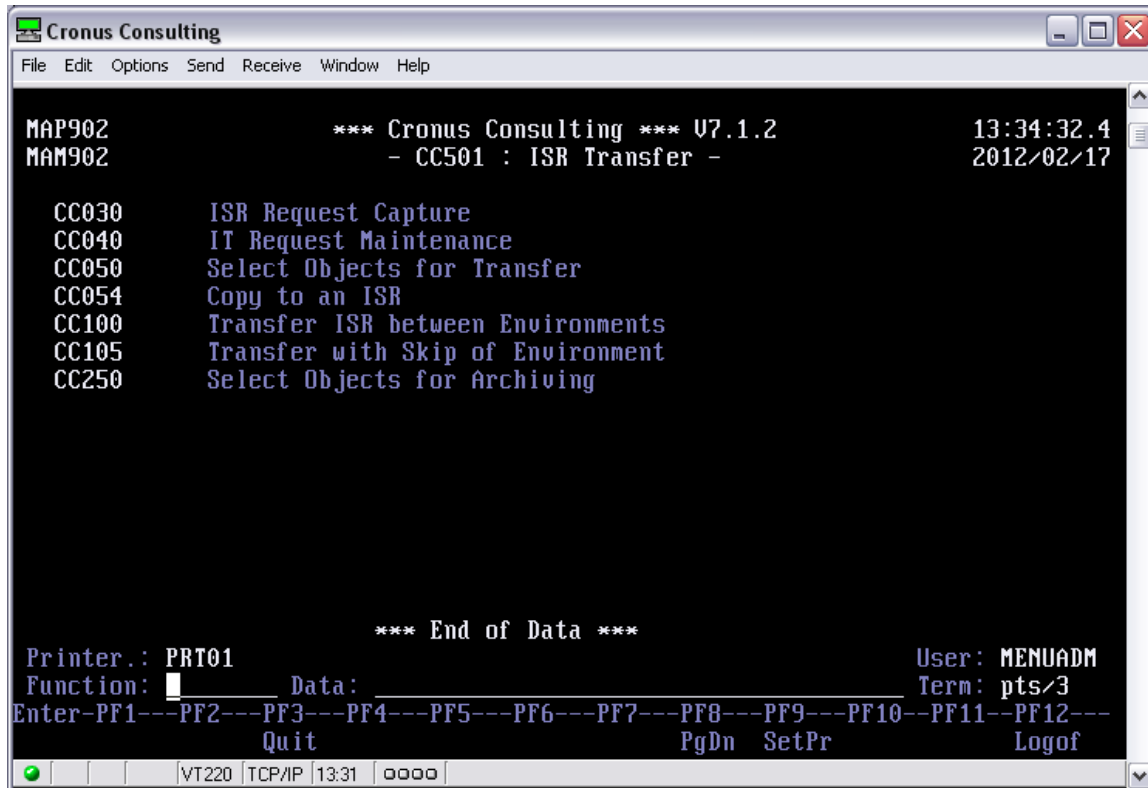 Cronus Consulting
File Edit Options Send Receive Window Help
MAP902 *** Cronus Consulting *** V7.1.2 13:34:32.4
MAM902 - CC501 : ISR Transfer - 2012/02/17
CC030 ISR Request Capture
CC040 IT Request Maintenance
CC050 Select Objects for Transfer
CC054 Copy to an ISR
CC100 Transfer ISR between Environments
CC105 Transfer with Skip of Environment
CC250 Select Objects for Archiving
*** End of Data ***
Printer.: PRT01 User: MENUADM
Function: ________ Data: ___________________________________ Term: pts/3
Enter-PF1---PF2---PF3---PF4---PF5---PF6---PF7---PF8---PF9---PF10--PF11--PF12---
Quit PgDn SetPr Logof
VT220 TCP/IP 13:31